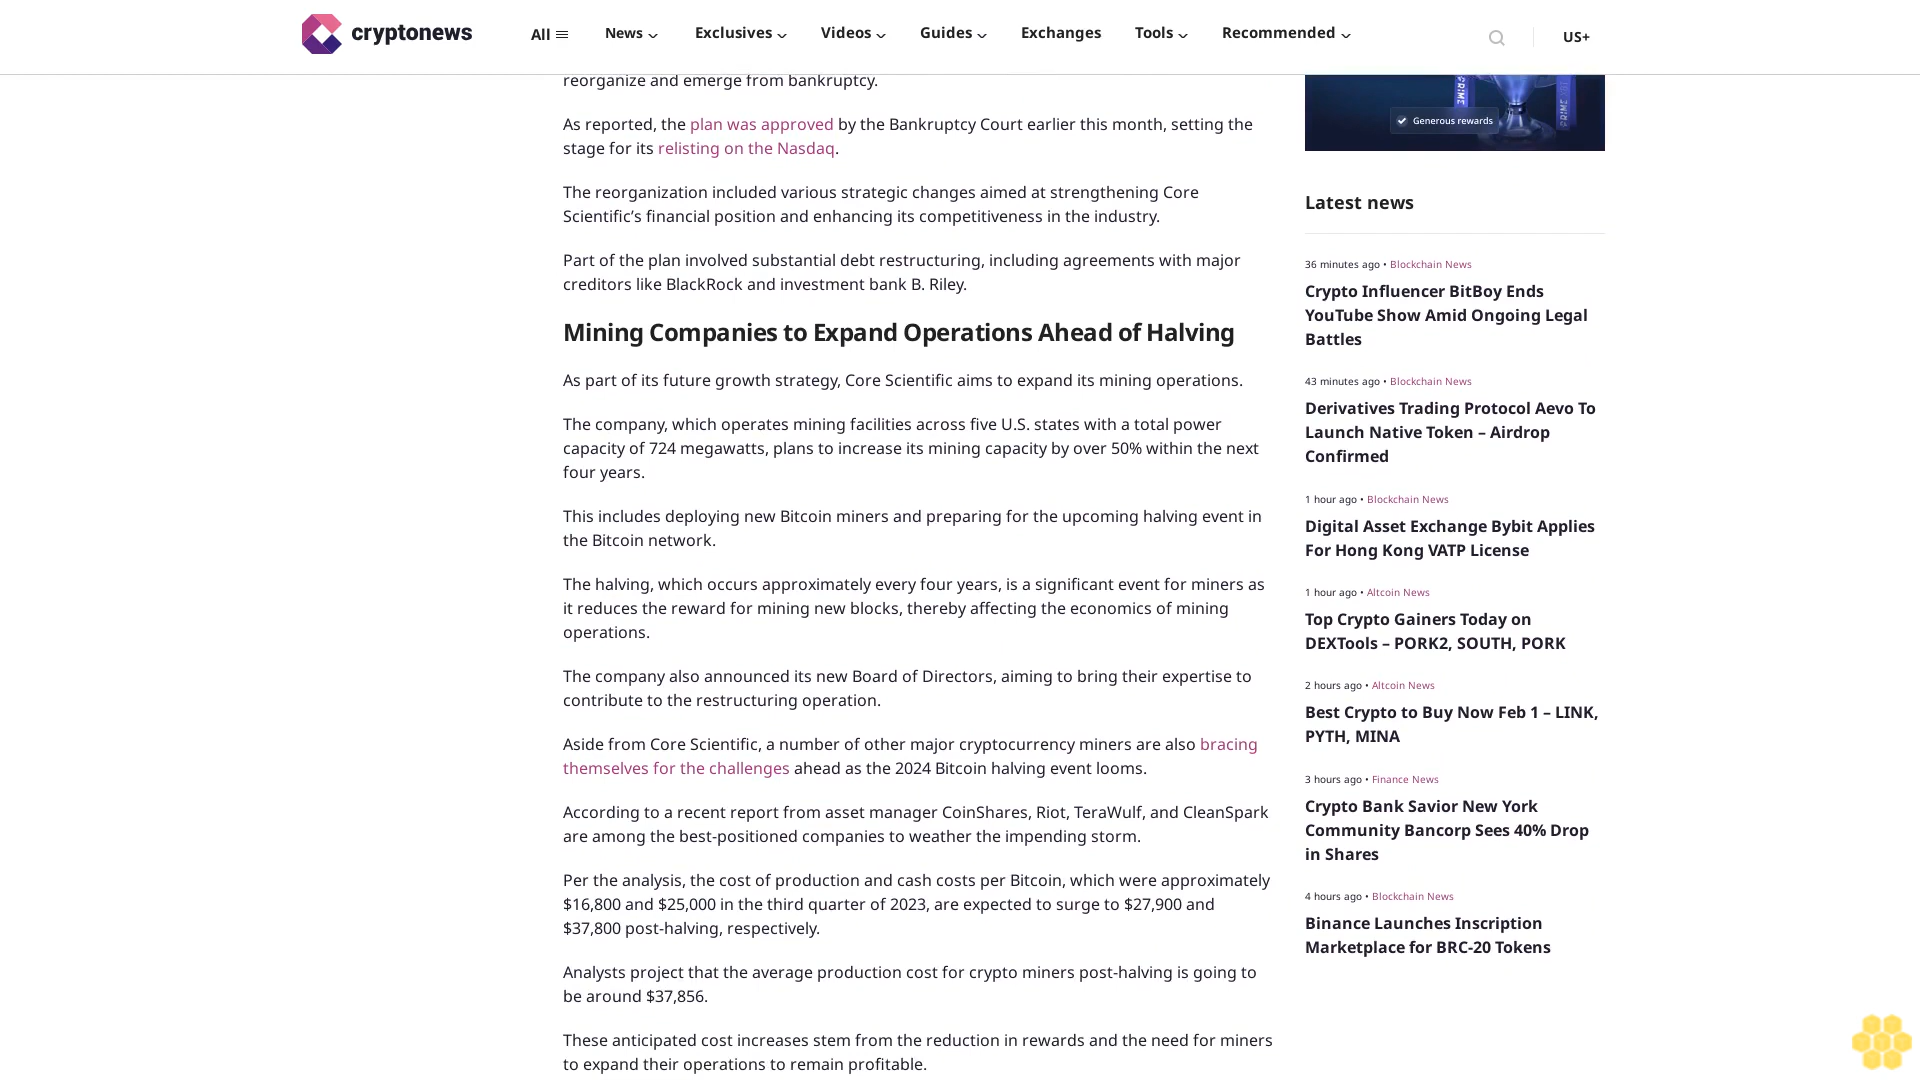 cryptonews
All
News
Exclusives
Videos
Guides
Exchanges
Tools
Recommended
US+
reorganize and emerge from bankruptcy.
As reported, the plan was approved by the Bankruptcy Court earlier this month, setting the
stage for its relisting on the Nasdaq.
The reorganization included various strategic changes aimed at strengthening Core
Scientific’s financial position and enhancing its competitiveness in the industry.
Part of the plan involved substantial debt restructuring, including agreements with major
creditors like BlackRock and investment bank B. Riley.
Mining Companies to Expand Operations Ahead of Halving
As part of its future growth strategy, Core Scientific aims to expand its mining operations.
The company, which operates mining facilities across five U.S. states with a total power
capacity of 724 megawatts, plans to increase its mining capacity by over 50% within the next
four years.
This includes deploying new Bitcoin miners and preparing for the upcoming halving event in
the Bitcoin network.
The halving, which occurs approximately every four years, is a significant event for miners as
it reduces the reward for mining new blocks, thereby affecting the economics of mining
operations.
The company also announced its new Board of Directors, aiming to bring their expertise to
contribute to the restructuring operation.
Aside from Core Scientific, a number of other major cryptocurrency miners are also bracing
themselves for the challenges ahead as the 2024 Bitcoin halving event looms.
According to a recent report from asset manager CoinShares, Riot, TeraWulf, and CleanSpark
are among the best-positioned companies to weather the impending storm.
Per the analysis, the cost of production and cash costs per Bitcoin, which were approximately
$16,800 and $25,000 in the third quarter of 2023, are expected to surge to $27,900 and
$37,800 post-halving, respectively.
Analysts project that the average production cost for crypto miners post-halving is going to
be around $37,856.
These anticipated cost increases stem from the reduction in rewards and the need for miners
to expand their operations to remain profitable.
Generous rewards
Latest news
36 minutes ago • Blockchain News
Crypto Influencer BitBoy Ends
YouTube Show Amid Ongoing Legal
Battles
43 minutes ago • Blockchain News
Derivatives Trading Protocol Aevo To
Launch Native Token – Airdrop
Confirmed
1 hour ago • Blockchain News
Digital Asset Exchange Bybit Applies
For Hong Kong VATP License
1 hour ago • Altcoin News
Top Crypto Gainers Today on
DEXTools – PORK2, SOUTH, PORK
2 hours ago • Altcoin News
Best Crypto to Buy Now Feb 1 – LINK,
PYTH, MINA
3 hours ago • Finance News
Crypto Bank Savior New York
Community Bancorp Sees 40% Drop
in Shares
4 hours ago • Blockchain News
Binance Launches Inscription
Marketplace for BRC-20 Tokens